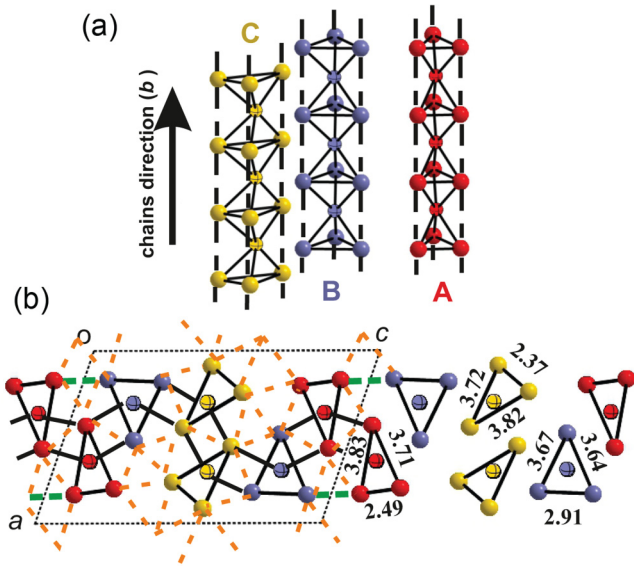 (a)
C
chains direction (b)
B
A
(b)
o
c
a
3.72
2.37
3.82
3.83
3.71
2.49
3.67
3.64
2.91